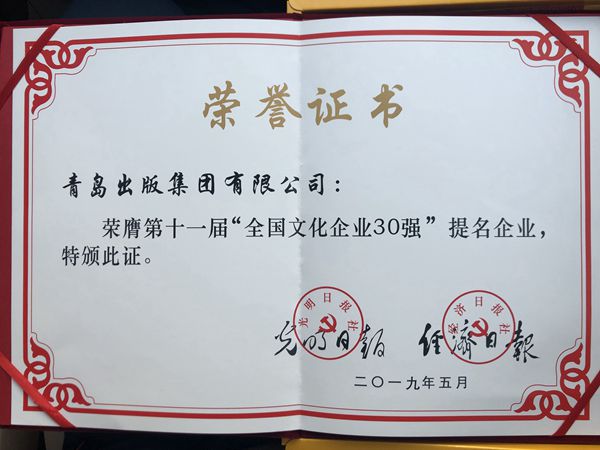 荣誉证书
青岛出版集团有限公司：
荣膺第十一届“全国文化企业30强”提名企业，
特颁此证。
光明日报社 经济日报社
光明日報 经濟日報
二〇一九年五月